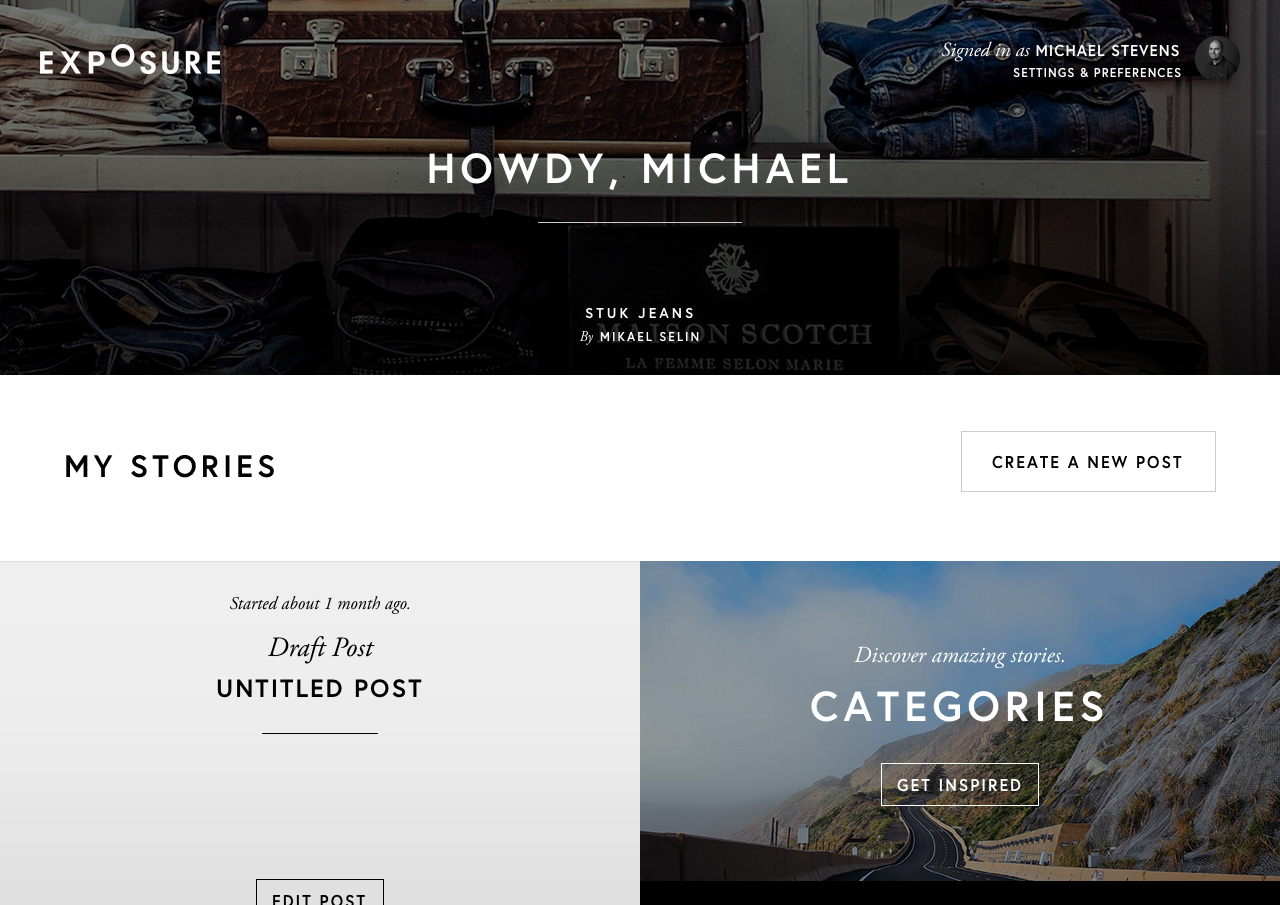 EXPOSURE
Signed in as MICHAEL STEVENS
SETTINGS & PREFERENCES
HOWDY, MICHAEL
STUK JEANS
By MIKAEL SELIN
MAISON SCOTCH
LA FEMME SELON MARIE
MY STORIES
CREATE A NEW POST
Started about 1 month ago.
Draft Post
UNTITLED POST
EDIT POST
Discover amazing stories.
CATEGORIES
GET INSPIRED